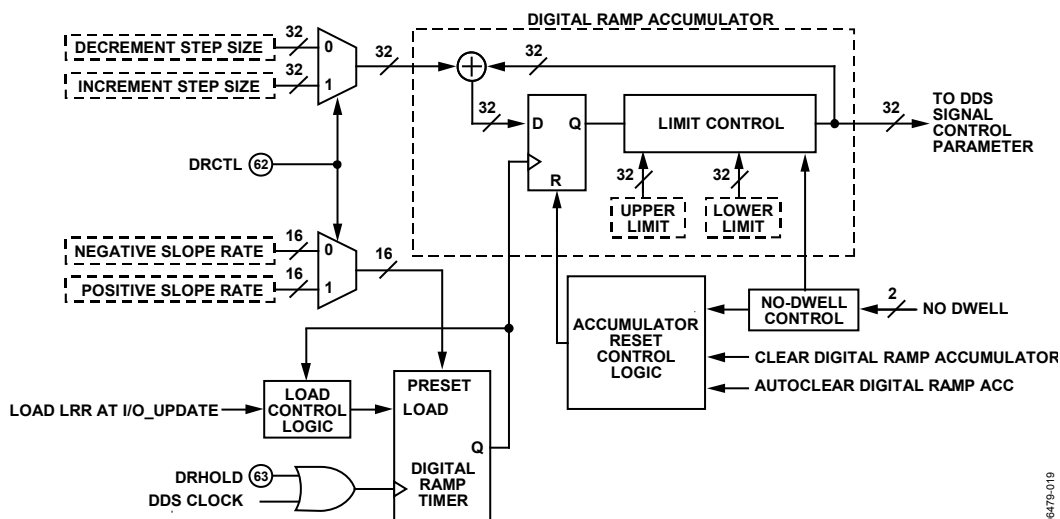 DIGITAL RAMP ACCUMULATOR
DECREMENT STEP SIZE
32
0
32
32
32
INCREMENT STEP SIZE
32
1
32
D
Q
LIMIT CONTROL
32
TO DDS
SIGNAL
CONTROL
PARAMETER
DRCTL
62
R
32
32
UPPER
LIMIT
LOWER
LIMIT
NEGATIVE SLOPE RATE
16
0
16
POSITIVE SLOPE RATE
16
1
ACCUMULATOR
RESET
CONTROL
LOGIC
NO-DWELL
CONTROL
2
NO DWELL
CLEAR DIGITAL RAMP ACCUMULATOR
AUTOCLEAR DIGITAL RAMP ACC
LOAD LRR AT I/O_UPDATE
LOAD
CONTROL
LOGIC
PRESET
LOAD
Q
DIGITAL
RAMP
TIMER
DRHOLD
63
DDS CLOCK
6479-019